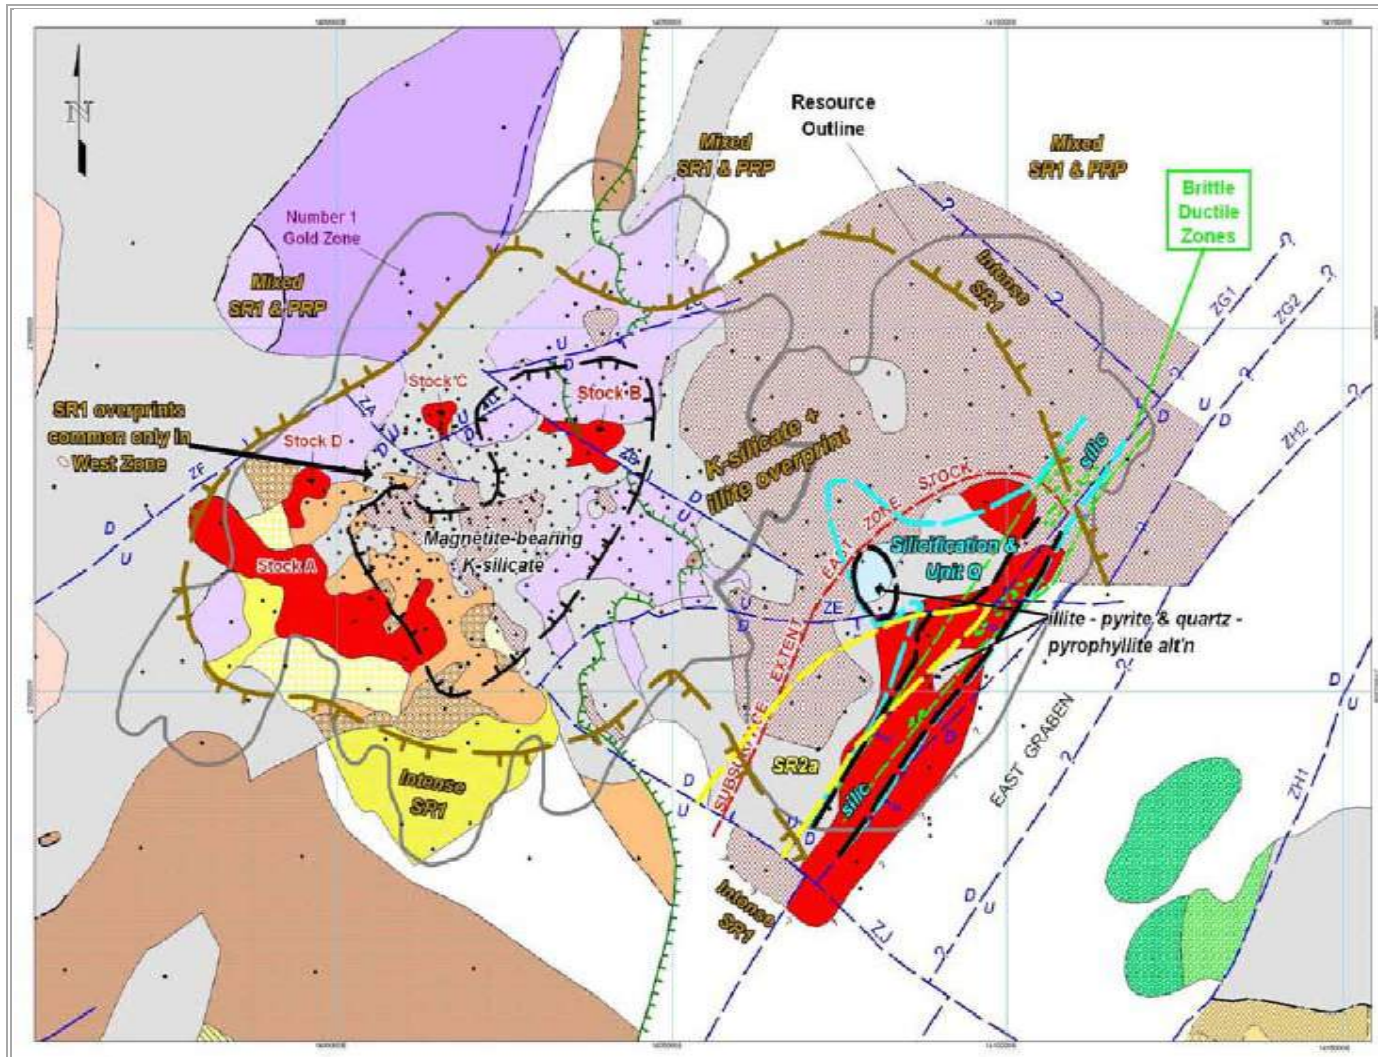 N
Resource
Outline
Mixed
SR1 & PRP
Mixed
SR1 & PRP
Brittle
Ductile
Zones
Number 1
Gold Zone
Mixed
SR1 & PRP
Intense
SR1
ZG1
ZG2
ZH2
?
?
?
?
?
?
?
U
D
Stock C
Stock B
ZA
U
D
U
D
SR1 overprints
common only in
West Zone
Stock D
ZF
D
U
ZB
U
D
K-silicate +
illite overprint
silic
U
D
U
D
SUBSURFACE EXTENT EAST ZONE STOCK
Magnetite-bearing
K-silicate
Silicification &
Unit Q
Stock A
U
D
ZE
illite - pyrite & quartz -
pyrophyllite alt'n
D
U
SR2a
EAST GRABEN
D
U
Intense
SR1
silic
U
D
ZH1
Intense
SR1
D
U
ZJ
?
?